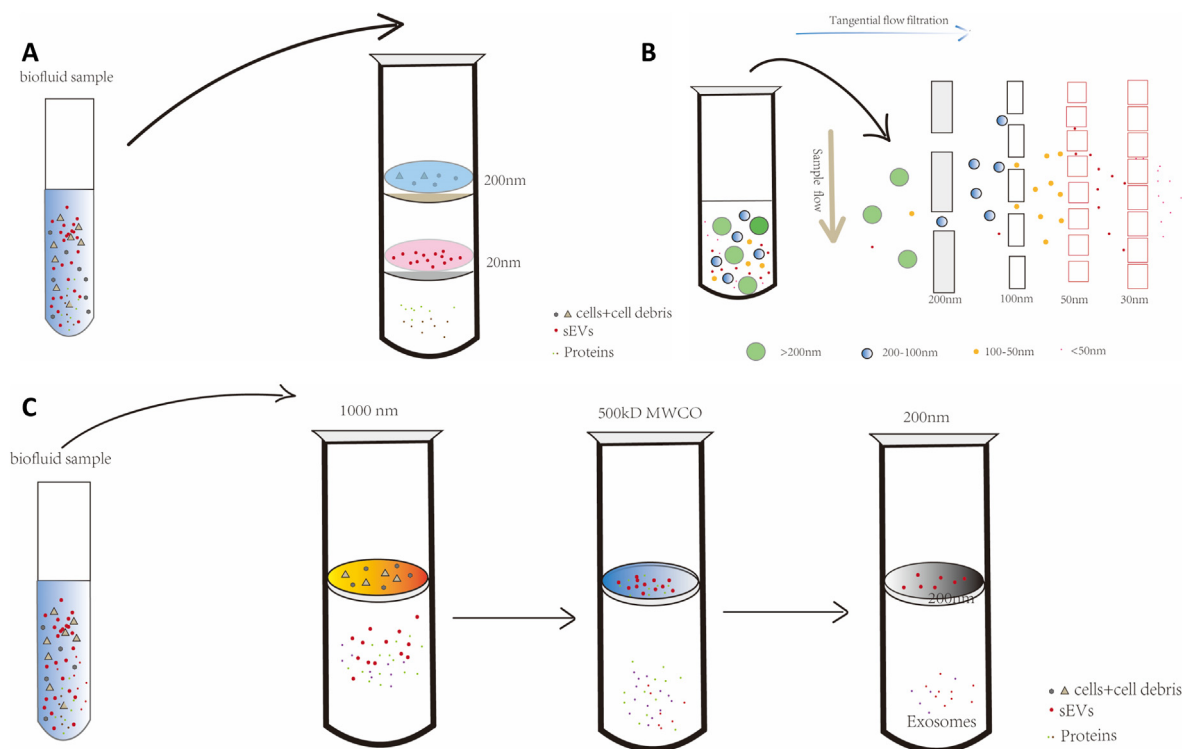 A
biofluid sample
200nm
20nm
cells+cell debris
sEVs
Proteins
B
Tangential flow filtration
Sample flow
200nm
100nm
50nm
30nm
>200nm
200-100nm
100-50nm
<50nm
C
biofluid sample
1000 nm
500kD MWCO
200nm
200nm
Exosomes
cells+cell debris
sEVs
Proteins